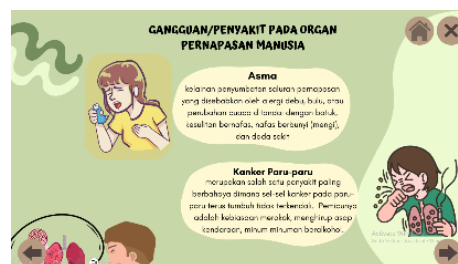 GANGGUAN/PENYAKIT PADA ORGAN
PERNAPASAN MANUSIA
Asma
kelainan penyumbatan saluran pernapasan
yang disebabkan oleh alergi debu, bulu, atau
perubahan cuaca ditandai dengan batuk,
kesulitan bernafas, nafas berbunyi (mengi),
dan dada sakit
Kanker Paru-paru
merupakan salah satu penyakit paling
berbahaya dimana sel-sel kanker pada paru-
paru terus tumbuh tidak terkendali. Pemicunya
adalah kebiasaan merokok, menghirup asap
kendaraan, minum minuman beralkohol.